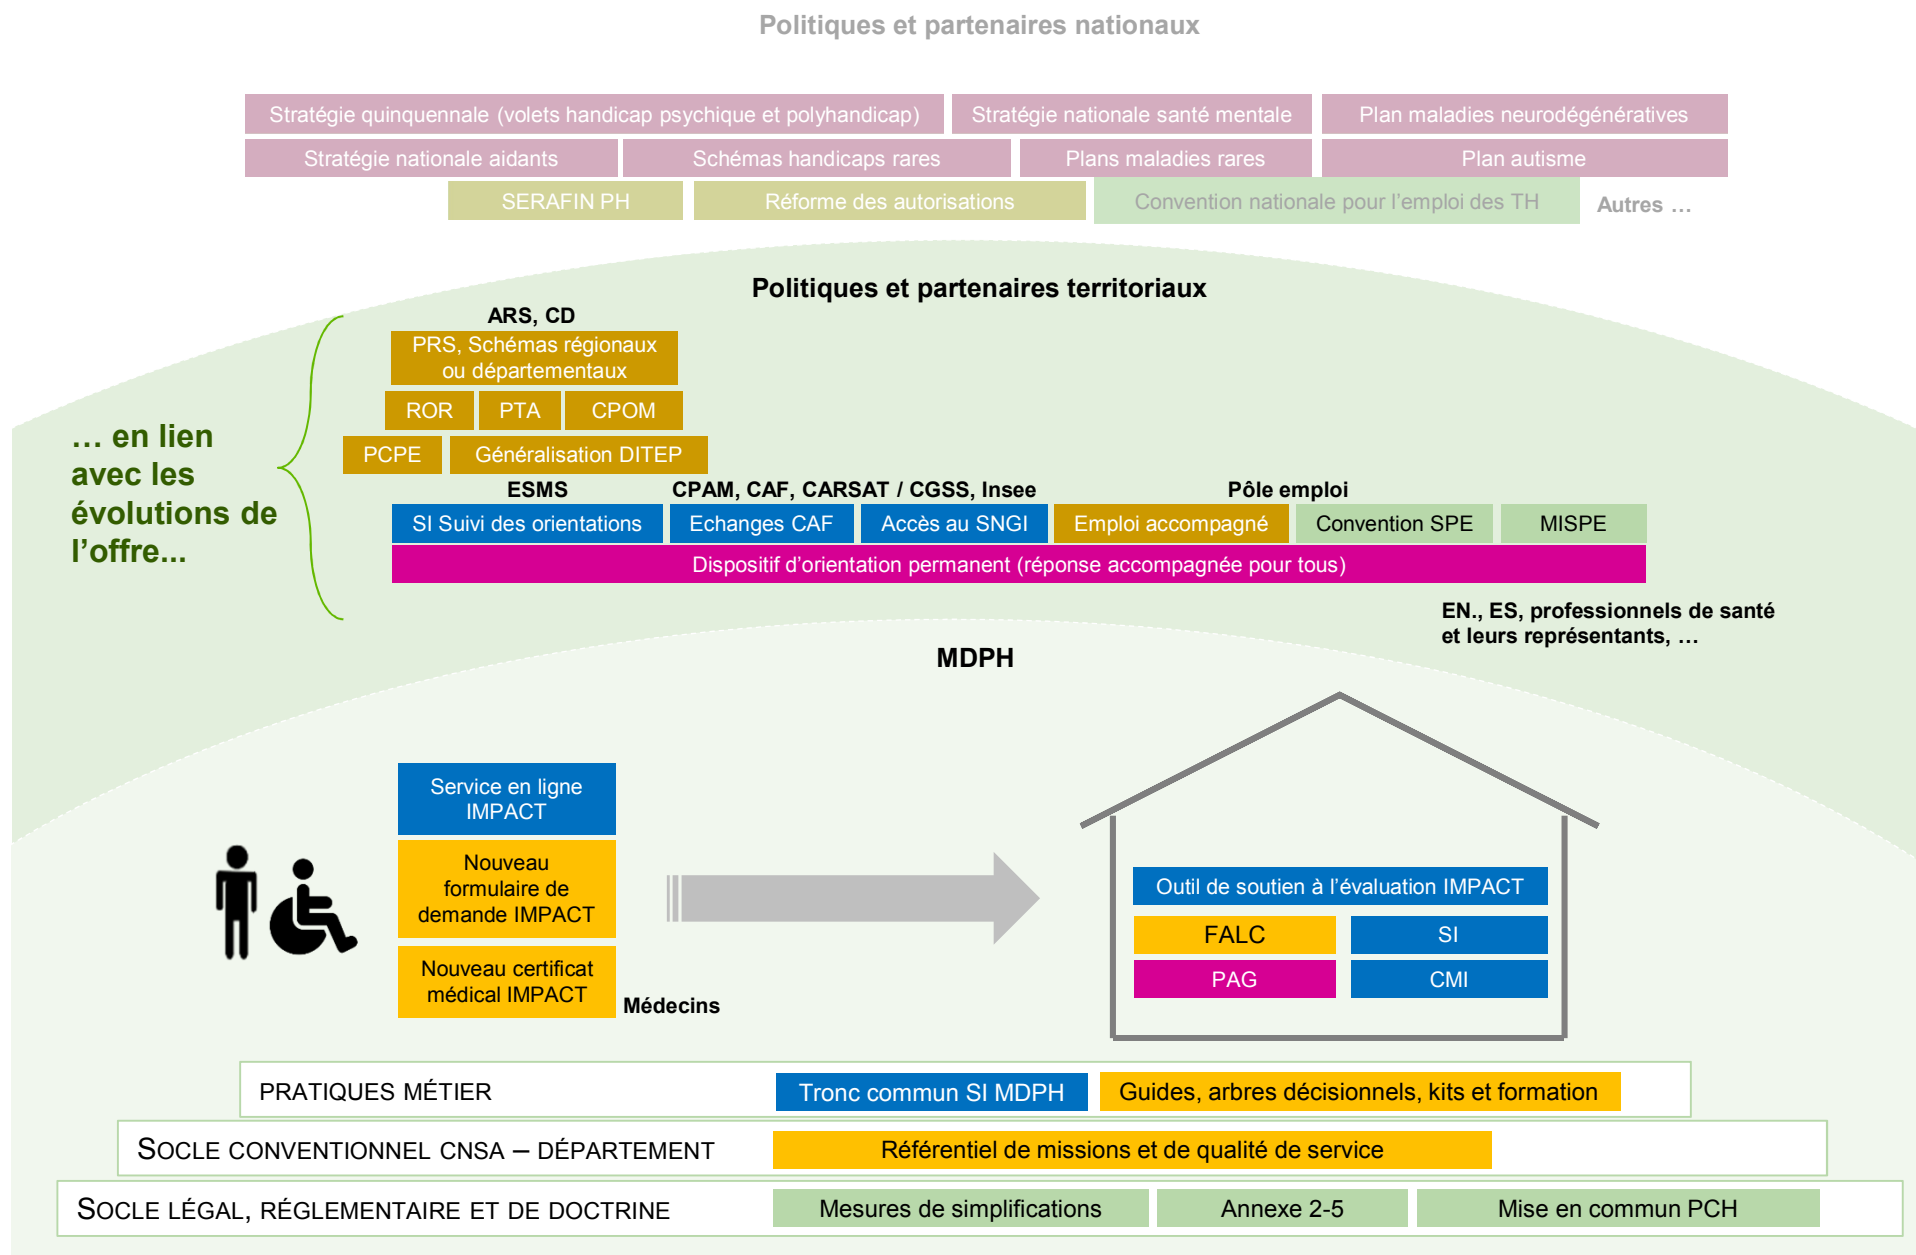 Politiques et partenaires nationaux
Stratégie quinquennale (volets handicap psychique et polyhandicap)
Stratégie nationale santé mentale
Plan maladies neurodégénératives
Stratégie nationale aidants
Schémas handicaps rares
Plans maladies rares
Plan autisme
SERAFIN PH
Réforme des autorisations
Convention nationale pour l'emploi des TH
Autres …
Politiques et partenaires territoriaux
ARS, CD
PRS, Schémas régionaux
ou départementaux
ROR
PTA
CPOM
PCPE
Généralisation DITEP
… en lien
avec les
évolutions de
l'offre...
ESMS
CPAM, CAF, CARSAT / CGSS, Insee
Pôle emploi
SI Suivi des orientations
Echanges CAF
Accès au SNGI
Emploi accompagné
Convention SPE
MISPE
Dispositif d'orientation permanent (réponse accompagnée pour tous)
EN., ES, professionnels de santé
et leurs représentants, …
MDPH
Service en ligne
IMPACT
Nouveau
formulaire de
demande IMPACT
Nouveau certificat
médical IMPACT
Médecins
Outil de soutien à l'évaluation IMPACT
FALC
SI
PAG
CMI
PRATIQUES MÉTIER
Tronc commun SI MDPH
Guides, arbres décisionnels, kits et formation
SOCLE CONVENTIONNEL CNSA – DÉPARTEMENT
Référentiel de missions et de qualité de service
SOCLE LÉGAL, RÉGLEMENTAIRE ET DE DOCTRINE
Mesures de simplifications
Annexe 2-5
Mise en commun PCH